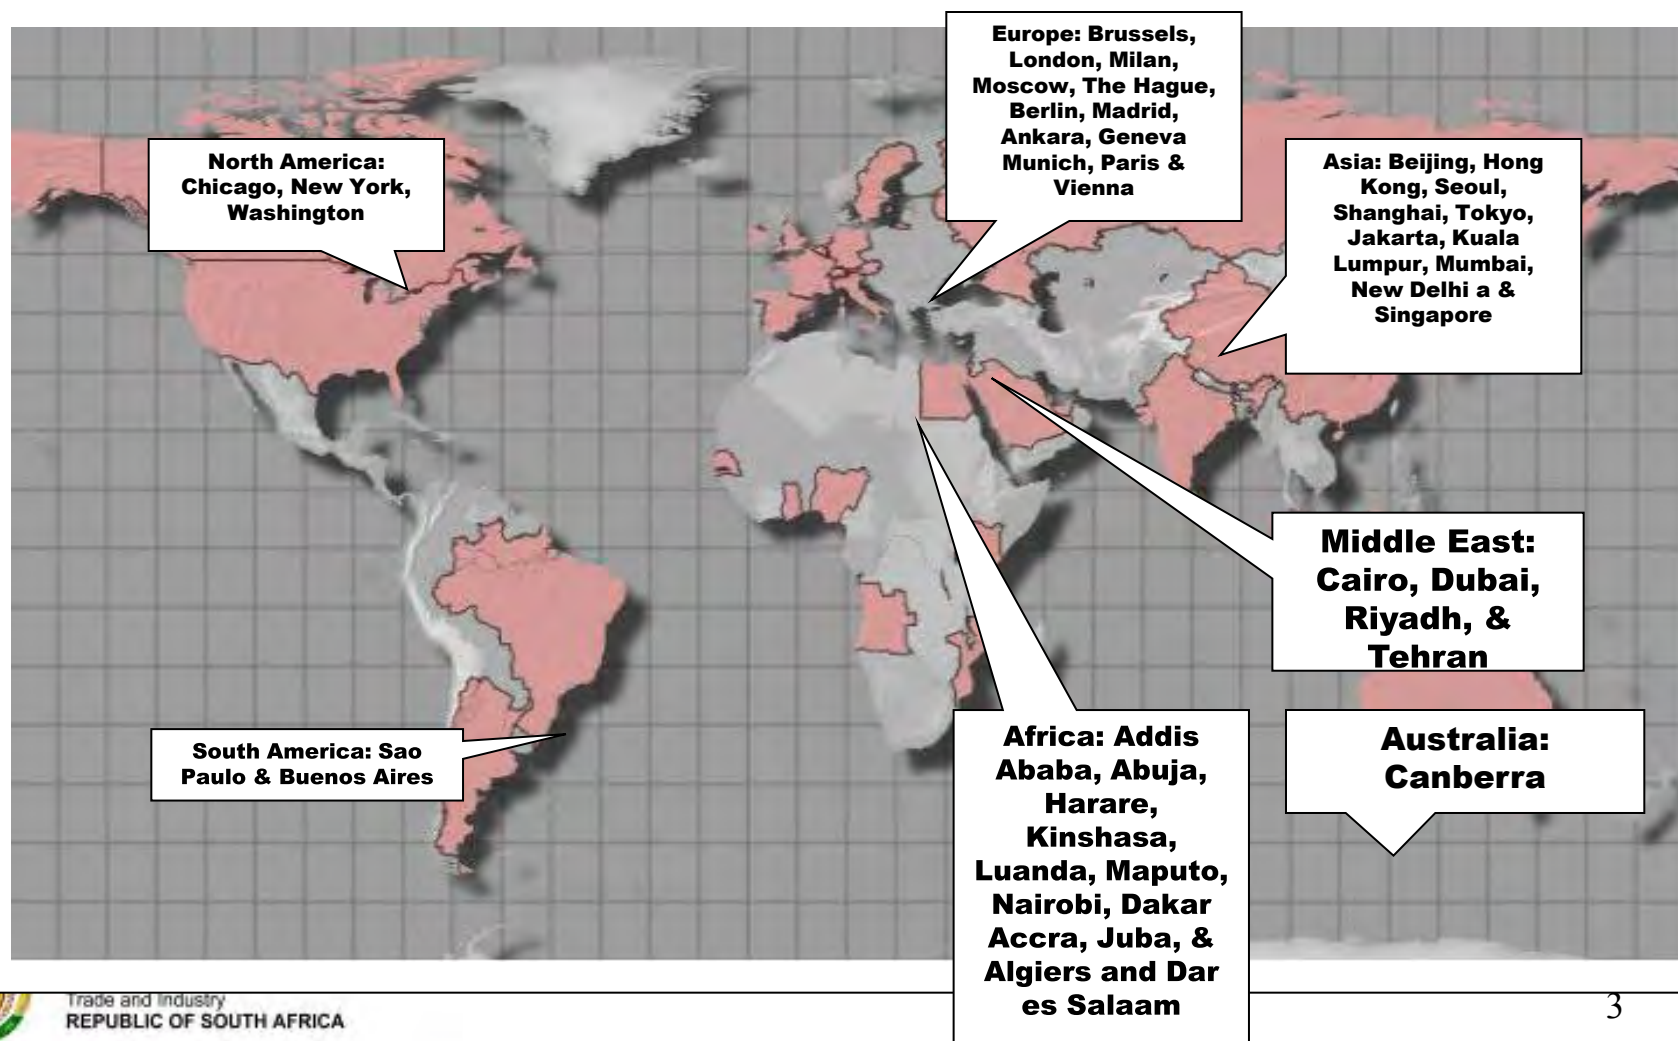 Europe: Brussels,
London, Milan,
Moscow, The Hague,
Berlin, Madrid,
Ankara, Geneva
Munich, Paris &
Vienna
North America:
Chicago, New York,
Washington
Asia: Beijing, Hong
Kong, Seoul,
Shanghai, Tokyo,
Jakarta, Kuala
Lumpur, Mumbai,
New Delhi a &
Singapore
Middle East:
Cairo, Dubai,
Riyadh, &
Tehran
South America: Sao
Paulo & Buenos Aires
Africa: Addis
Ababa, Abuja,
Harare,
Kinshasa,
Luanda, Maputo,
Nairobi, Dakar
Accra, Juba, &
Algiers and Dar
es Salaam
Australia:
Canberra
Trade and Industry
REPUBLIC OF SOUTH AFRICA
3